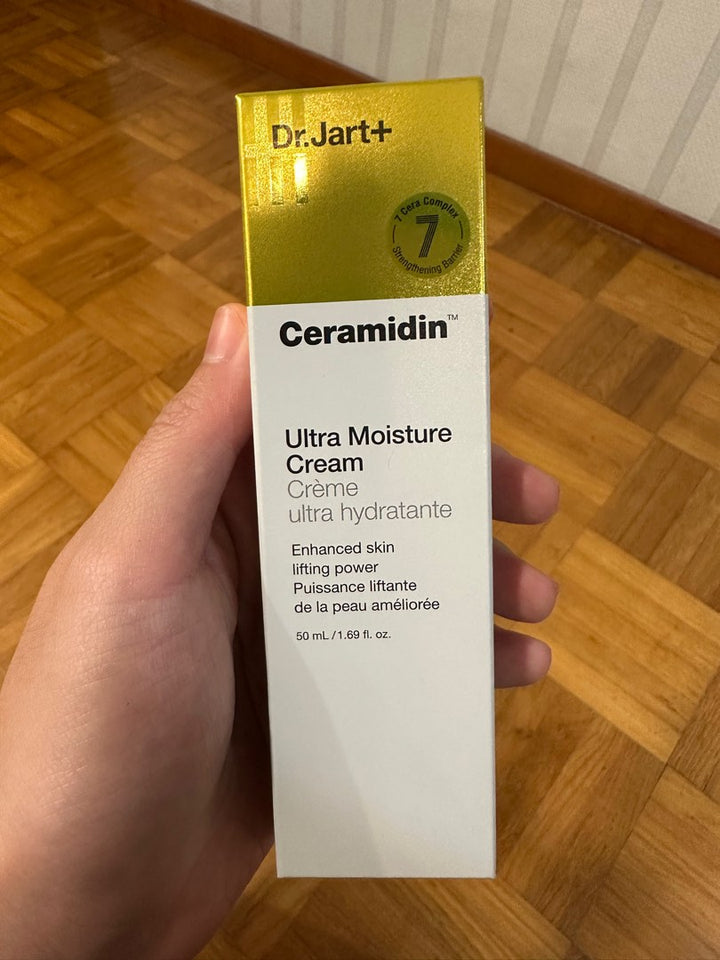 Dr.Jart+
7 Cera Complex
7
Strengthening Barrier
Ceramidin™
Ultra Moisture
Cream
Crème
ultra hydratante
Enhanced skin
lifting power
Puissance liftante
de la peau améliorée
50 mL / 1.69 fl. oz.